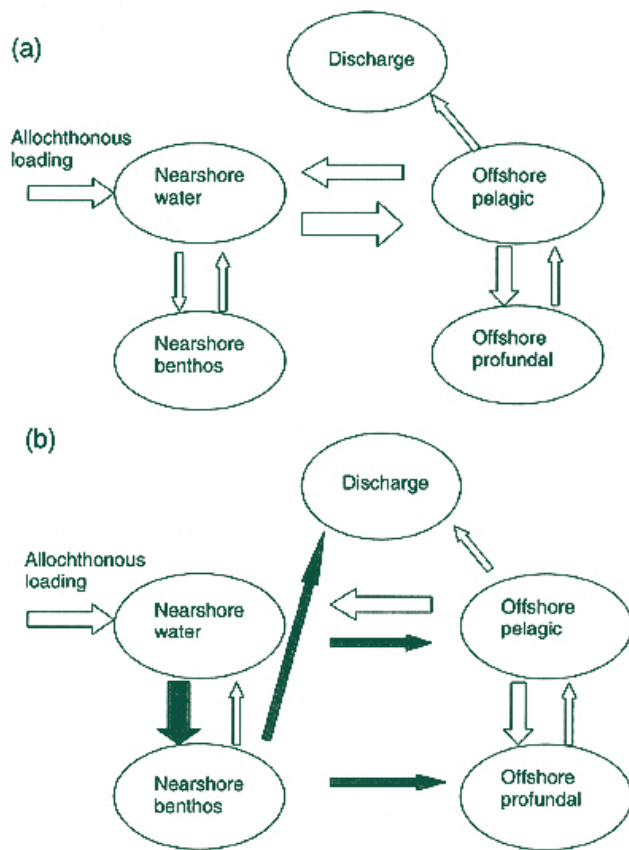 (a)
Discharge
Allochthonous
loading
Nearshore
water
Offshore
pelagic
Nearshore
benthos
Offshore
profundal
(b)
Discharge
Allochthonous
loading
Nearshore
water
Offshore
pelagic
Nearshore
benthos
Offshore
profundal